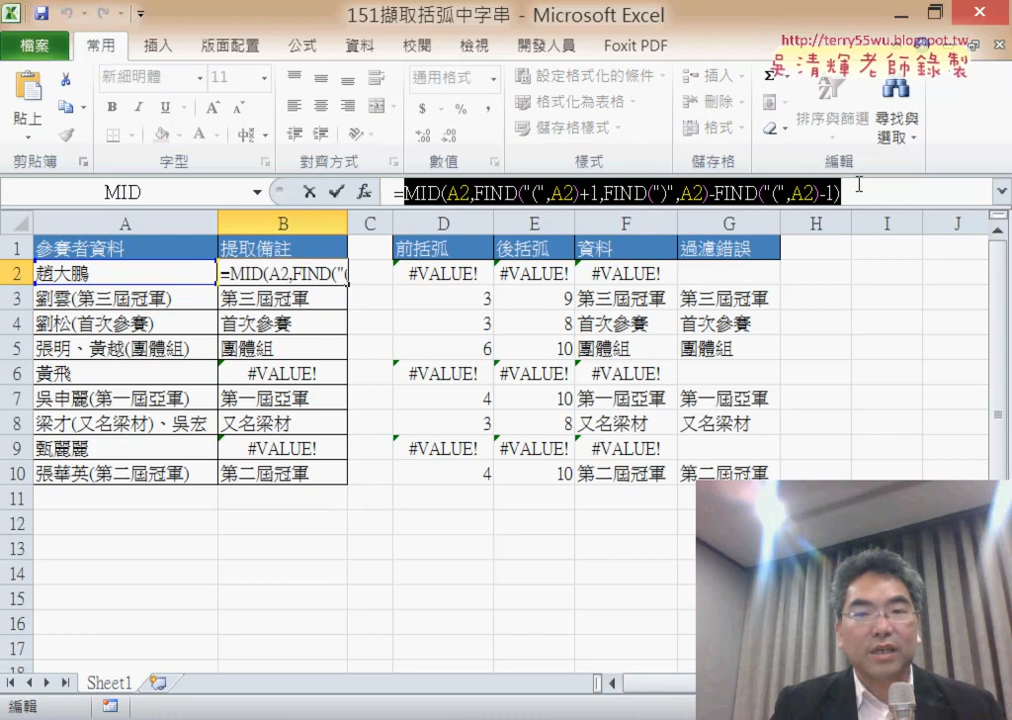 151擷取括弧中字串 - Microsoft Excel
檔案 常用 插入 版面配置 公式 資料 校閱 檢視 開發人員 Foxit PDF
http://terry55wu.blogspot.tw
吳清輝老師錄製
貼上 新細明體 11 通用格式 設定格式化的條件 插入
B I U 格式化為表格 刪除 排序與篩選 尋找與
選取
儲存格樣式 格式
剪貼簿 字型 對齊方式 數值 樣式 儲存格 編輯
MID =MID(A2,FIND("(",A2)+1,FIND(")",A2)-FIND("(",A2)-1)
A B C D E F G H I J
1 參賽者資料 提取備註 前括弧 後括弧 資料 過濾錯誤
2 趙大鵬 =MID(A2,FIND("( #VALUE! #VALUE! #VALUE!
3 劉雲(第三屆冠軍) 第三屆冠軍 3 9 第三屆冠軍 第三屆冠軍
4 劉松(首次參賽) 首次參賽 3 8 首次參賽 首次參賽
5 張明、黃越(團體組) 團體組 6 10 團體組 團體組
6 黃飛 #VALUE! #VALUE! #VALUE! #VALUE!
7 吳申麗(第一屆亞軍) 第一屆亞軍 4 10 第一屆亞軍 第一屆亞軍
8 梁才(又名梁材)、吳宏 又名梁材 3 8 又名梁材 又名梁材
9 甄麗麗 #VALUE! #VALUE! #VALUE! #VALUE!
10 張華英(第二屆冠軍) 第二屆冠軍 4 10 第二屆冠軍 第二屆冠軍
11
12
13
14
15
16
17
18
Sheet1
編輯